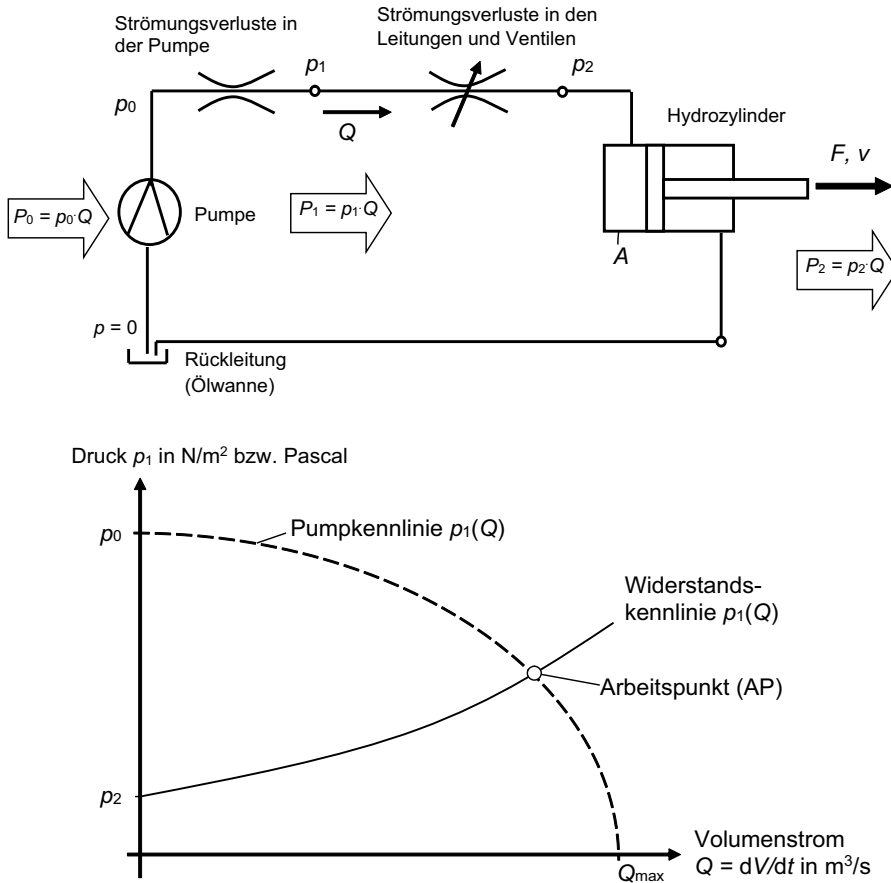 Strömungsverluste in
der Pumpe
Strömungsverluste in den
Leitungen und Ventilen
p1
p2
p0
Q
Hydrozylinder
F, v
P0 = p0·Q
Pumpe
P1 = p1·Q
A
P2 = p2·Q
p = 0
Rückleitung
(Ölwanne)
Druck p1 in N/m² bzw. Pascal
p0
Pumpkennlinie p1(Q)
Widerstands-
kennlinie p1(Q)
Arbeitspunkt (AP)
p2
Qmax
Volumenstrom
Q = dV/dt in m³/s